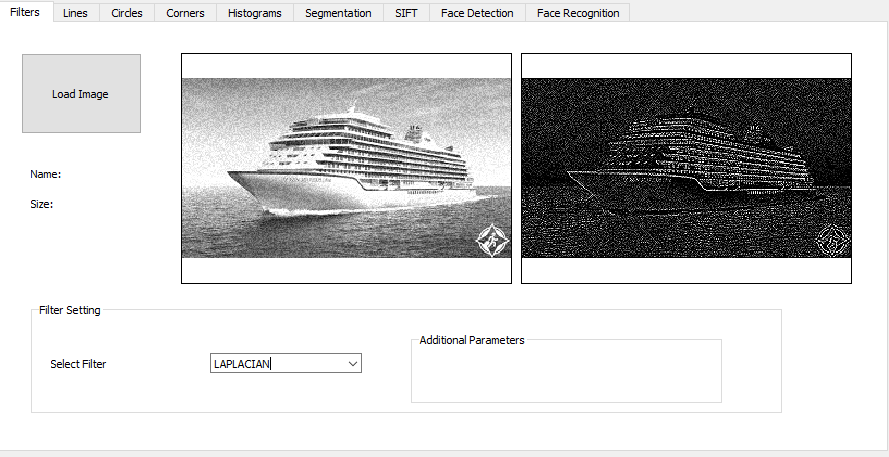 Filters Lines Circles Corners Histograms Segmentation SIFT Face Detection Face Recognition
Load Image
Name:
Size:
Filter Setting
Select Filter
LAPLACIAN
Additional Parameters